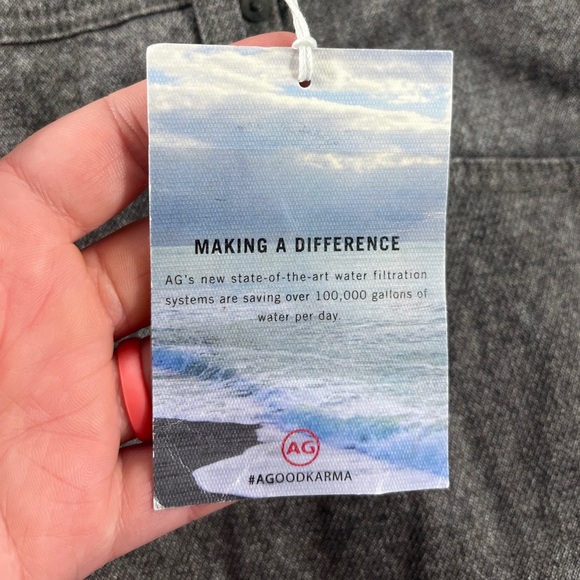 MAKING A DIFFERENCE
AG's new state-of-the-art water filtration
systems are saving over 100,000 gallons of
water per day.
AG
#AGOODKARMA